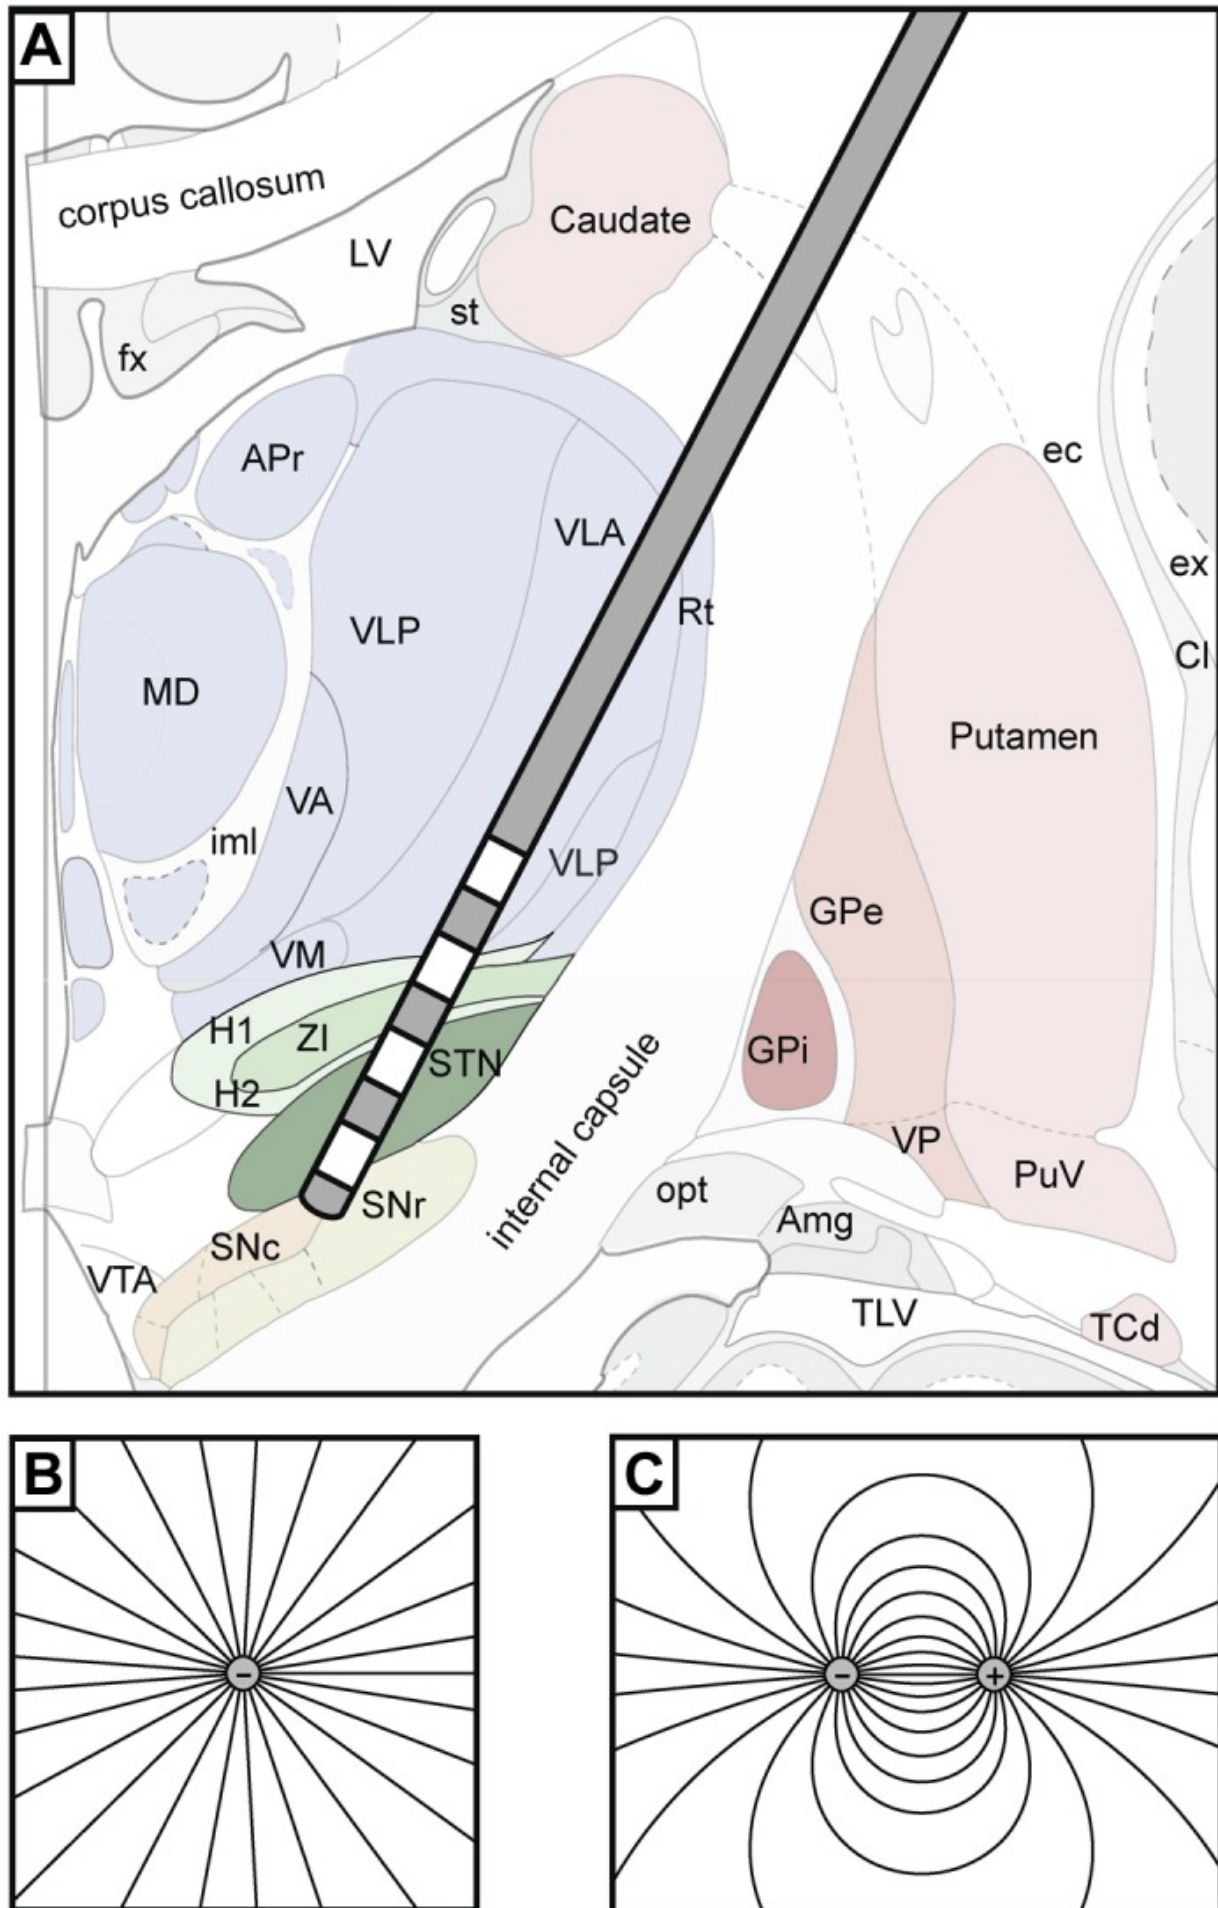 A
corpus callosum
LV
Caudate
st
fx
APr
ec
VLA
ex
Rt
VLP
Cl
MD
Putamen
VA
iml
VLP
GPe
VM
H1
ZI
STN
GPi
H2
internal capsule
VP
PuV
opt
SNr
Amg
SNc
VTA
TLV
TCd
B
-
C
-
+